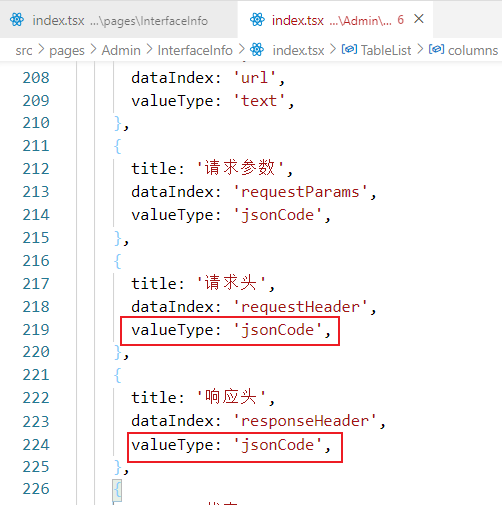 index.tsx ...\pages\InterfaceInfo
index.tsx ...\Admin\... 6 ×
src > pages > Admin > InterfaceInfo > index.tsx > TableList > columns
208 dataIndex: 'url',
209 valueType: 'text',
210 },
211 {
212 title: '请求参数',
213 dataIndex: 'requestParams',
214 valueType: 'jsonCode',
215 },
216 {
217 title: '请求头',
218 dataIndex: 'requestHeader',
219 valueType: 'jsonCode',
220 },
221 {
222 title: '响应头',
223 dataIndex: 'responseHeader',
224 valueType: 'jsonCode',
225 },
226 {